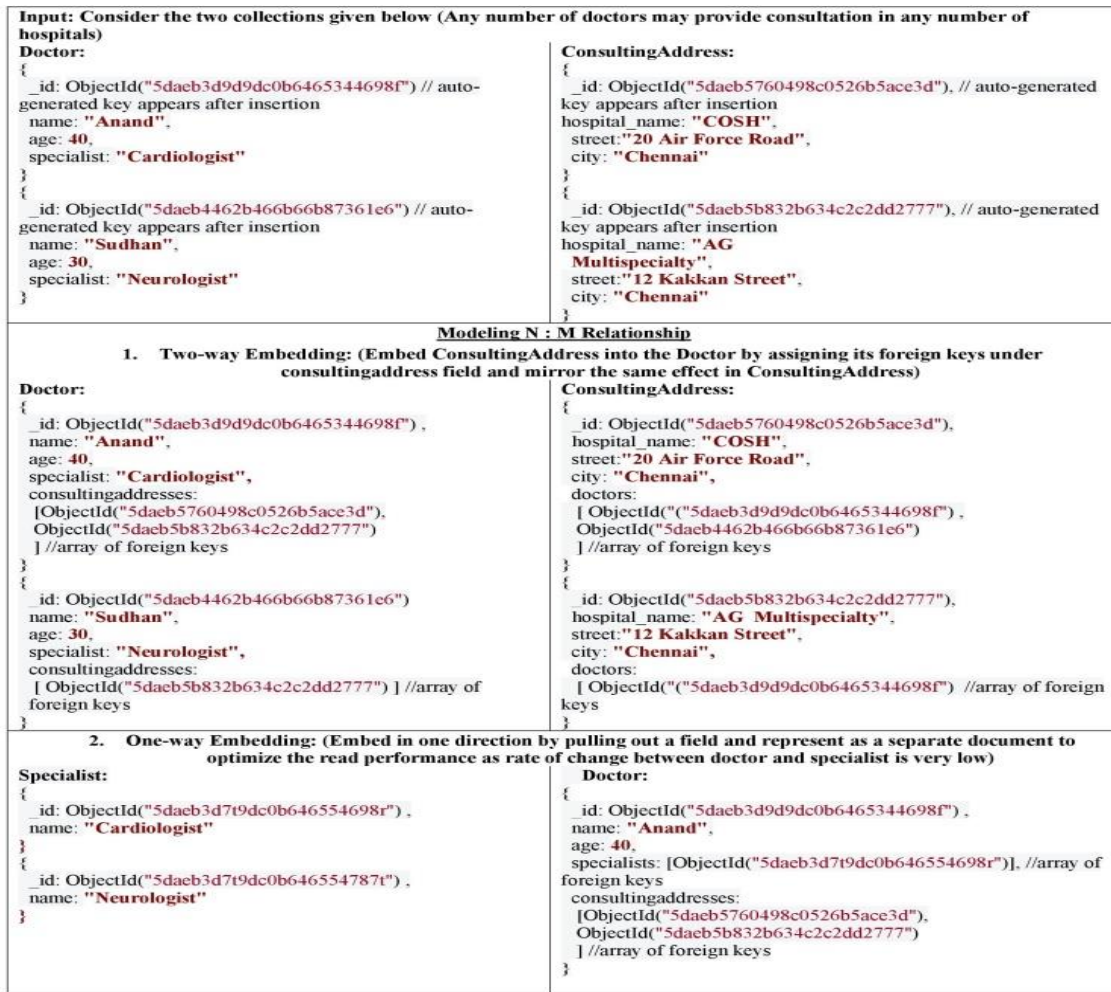 Input: Consider the two collections given below (Any number of doctors may provide consultation in any number of
hospitals)
Doctor:
{
_id: ObjectId("5daeb3d9d9dc0b6465344698f") // auto-
generated key appears after insertion
name: "Anand",
age: 40,
specialist: "Cardiologist"
}
{
_id: ObjectId("5daeb4462b466b66b87361e6") // auto-
generated key appears after insertion
name: "Sudhan",
age: 30,
specialist: "Neurologist"
}
ConsultingAddress:
{
_id: ObjectId("5daeb5760498c0526b5ace3d"), // auto-generated
key appears after insertion
hospital_name: "COSH",
street:"20 Air Force Road",
city: "Chennai"
}
{
_id: ObjectId("5daeb5b832b634c2c2dd2777"), // auto-generated
key appears after insertion
hospital_name: "AG
Multispecialty",
street:"12 Kakkan Street",
city: "Chennai"
}
Modeling N : M Relationship
1. Two-way Embedding: (Embed ConsultingAddress into the Doctor by assigning its foreign keys under
consultingaddress field and mirror the same effect in ConsultingAddress)
Doctor:
{
_id: ObjectId("5daeb3d9d9dc0b6465344698f") ,
name: "Anand",
age: 40,
specialist: "Cardiologist",
consultingaddresses:
[ObjectId("5daeb5760498c0526b5ace3d"),
ObjectId("5daeb5b832b634c2c2dd2777")
] //array of foreign keys
}
{
_id: ObjectId("5daeb4462b466b66b87361e6")
name: "Sudhan",
age: 30,
specialist: "Neurologist",
consultingaddresses:
[ ObjectId("5daeb5b832b634c2c2dd2777") ] //array of
foreign keys
}
ConsultingAddress:
{
_id: ObjectId("5daeb5760498c0526b5ace3d"),
hospital_name: "COSH",
street:"20 Air Force Road",
city: "Chennai",
doctors:
[ ObjectId("("5daeb3d9d9dc0b6465344698f") ,
ObjectId("5daeb4462b466b66b87361e6")
] //array of foreign keys
}
{
_id: ObjectId("5daeb5b832b634c2c2dd2777"),
hospital_name: "AG Multispecialty",
street:"12 Kakkan Street",
city: "Chennai",
doctors:
[ ObjectId("("5daeb3d9d9dc0b6465344698f") //array of foreign
keys
}
2. One-way Embedding: (Embed in one direction by pulling out a field and represent as a separate document to
optimize the read performance as rate of change between doctor and specialist is very low)
Specialist:
{
_id: ObjectId("5daeb3d7t9dc0b646554698r") ,
name: "Cardiologist"
}
{
_id: ObjectId("5daeb3d7t9dc0b646554787t") ,
name: "Neurologist"
}
Doctor:
{
_id: ObjectId("5daeb3d9d9dc0b6465344698f") ,
name: "Anand",
age: 40,
specialists: [ObjectId("5daeb3d7t9dc0b646554698r")], //array of
foreign keys
consultingaddresses:
[ObjectId("5daeb5760498c0526b5ace3d"),
ObjectId("5daeb5b832b634c2c2dd2777")
] //array of foreign keys
}